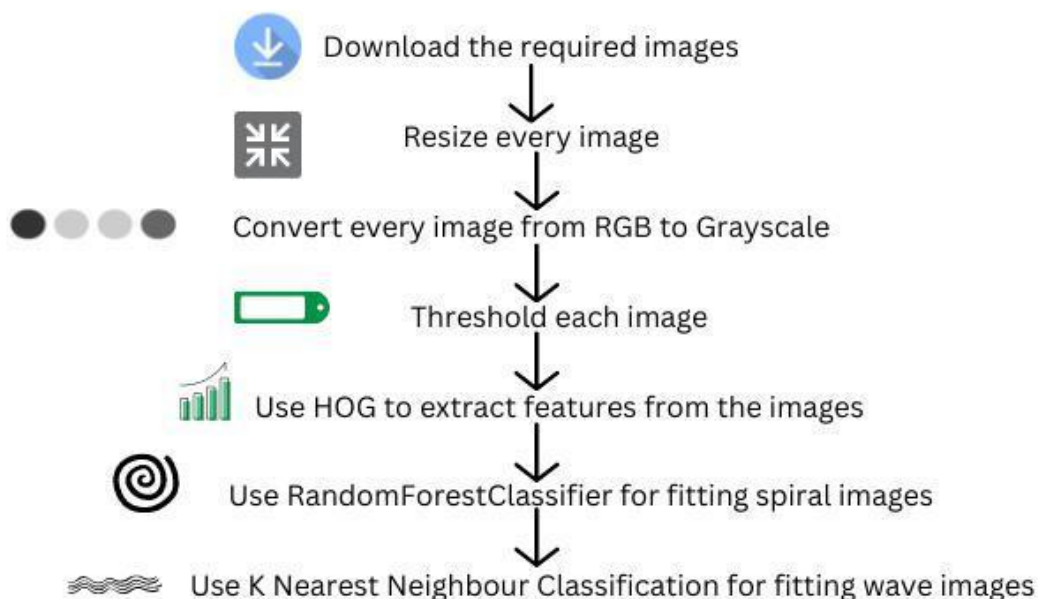 Download the required images
Resize every image
Convert every image from RGB to Grayscale
Threshold each image
Use HOG to extract features from the images
Use RandomForestClassifier for fitting spiral images
Use K Nearest Neighbour Classification for fitting wave images